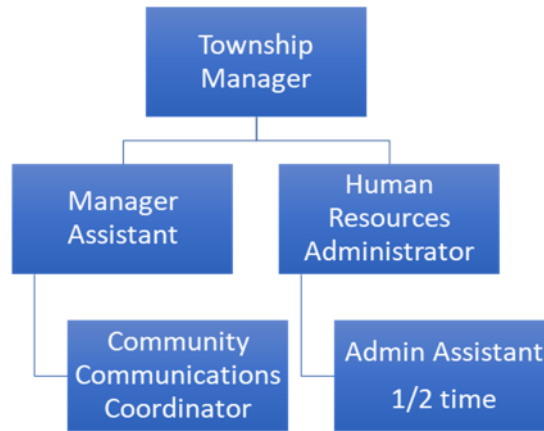 Township
Manager
Manager
Assistant
Human
Resources
Administrator
Community
Communications
Coordinator
Admin Assistant
1/2 time